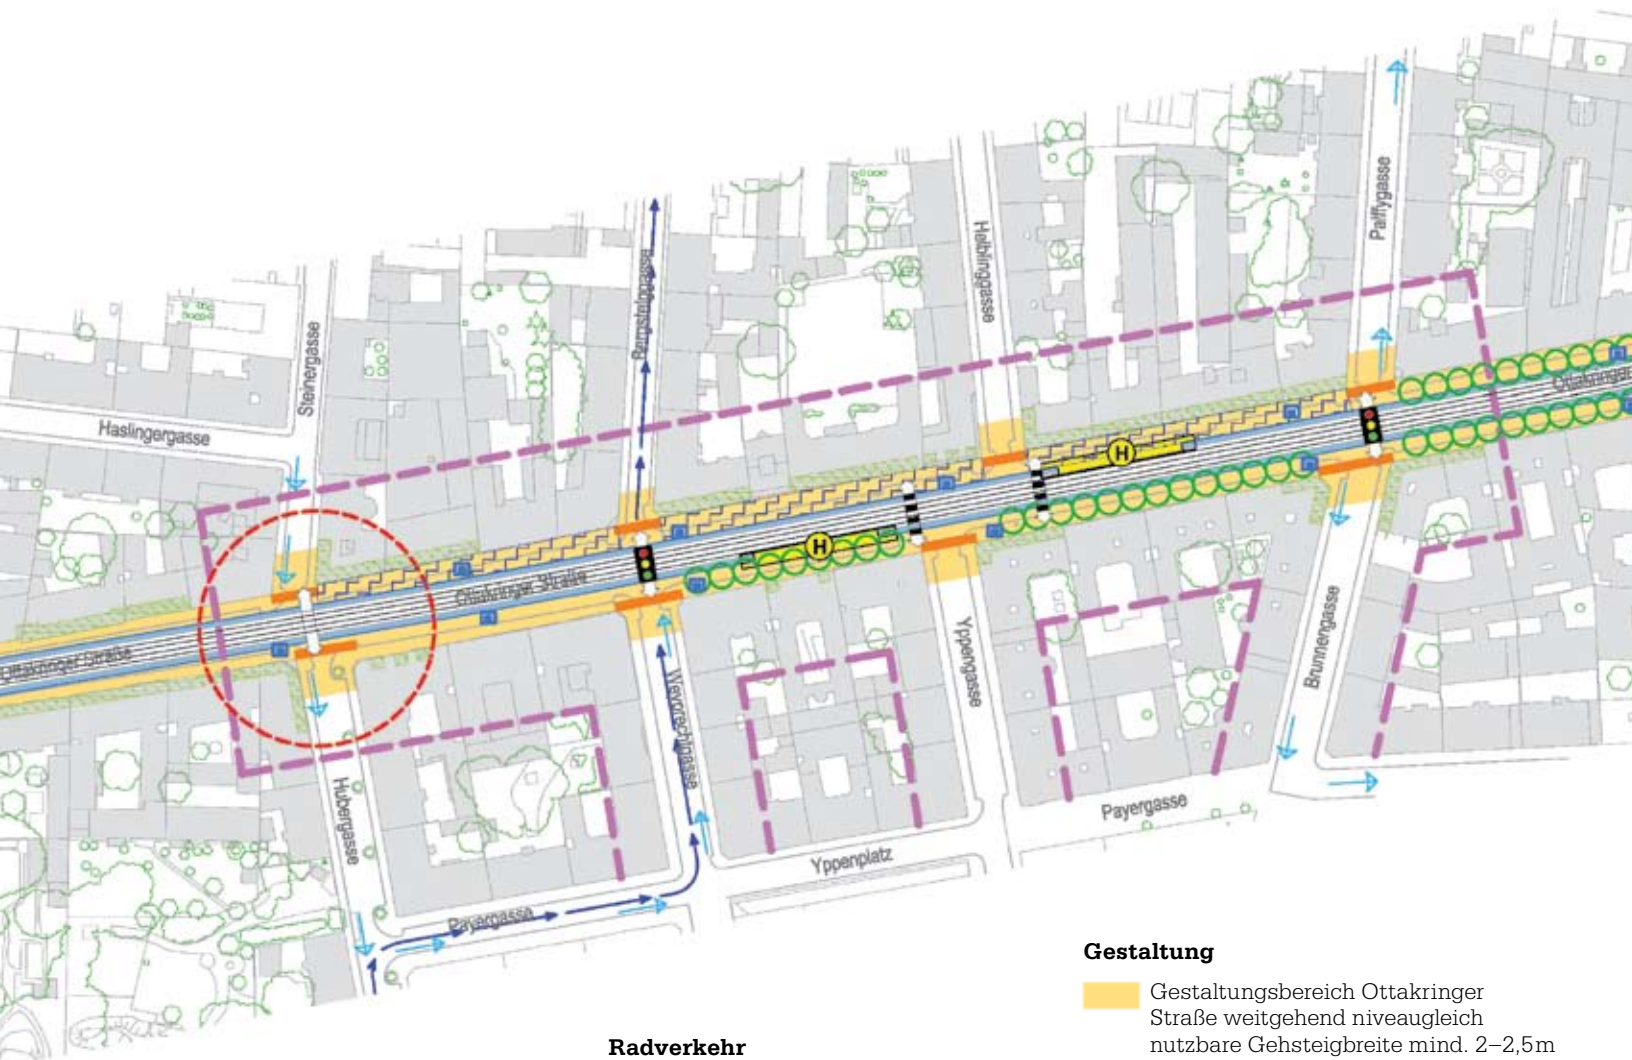 Palffygasse
Helblinggasse
Bergsteiggasse
Steinergasse
Haslingergasse
Ottakringer
H
H
Ottakringer Straße
Ottakringer Straße
Brunnengasse
Yppengasse
Weyprechtgasse
Hubergasse
Payergasse
Yppenplatz
Payergasse
Gestaltung
Gestaltungsbereich Ottakringer
Straße weitgehend niveaugleich
nutzbare Gehsteigbreite mind. 2–2,5m
Radverkehr